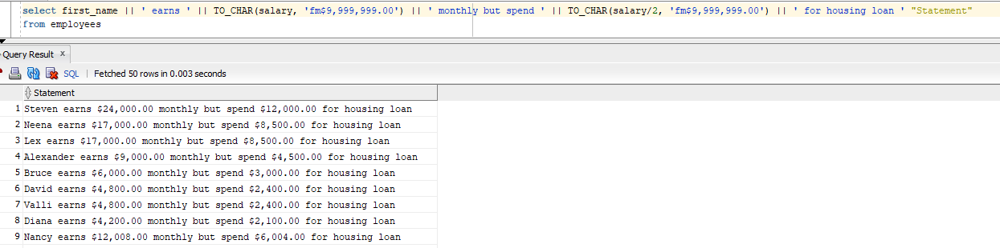 select first_name || ' earns ' || TO_CHAR(salary, 'fm$9,999,999.00') || ' monthly but spend ' || TO_CHAR(salary/2, 'fm$9,999,999.00') || ' for housing loan ' "Statement"
from employees
Query Result x
SQL | Fetched 50 rows in 0.003 seconds
Statement
1 Steven earns $24,000.00 monthly but spend $12,000.00 for housing loan
2 Neena earns $17,000.00 monthly but spend $8,500.00 for housing loan
3 Lex earns $17,000.00 monthly but spend $8,500.00 for housing loan
4 Alexander earns $9,000.00 monthly but spend $4,500.00 for housing loan
5 Bruce earns $6,000.00 monthly but spend $3,000.00 for housing loan
6 David earns $4,800.00 monthly but spend $2,400.00 for housing loan
7 Valli earns $4,800.00 monthly but spend $2,400.00 for housing loan
8 Diana earns $4,200.00 monthly but spend $2,100.00 for housing loan
9 Nancy earns $12,008.00 monthly but spend $6,004.00 for housing loan